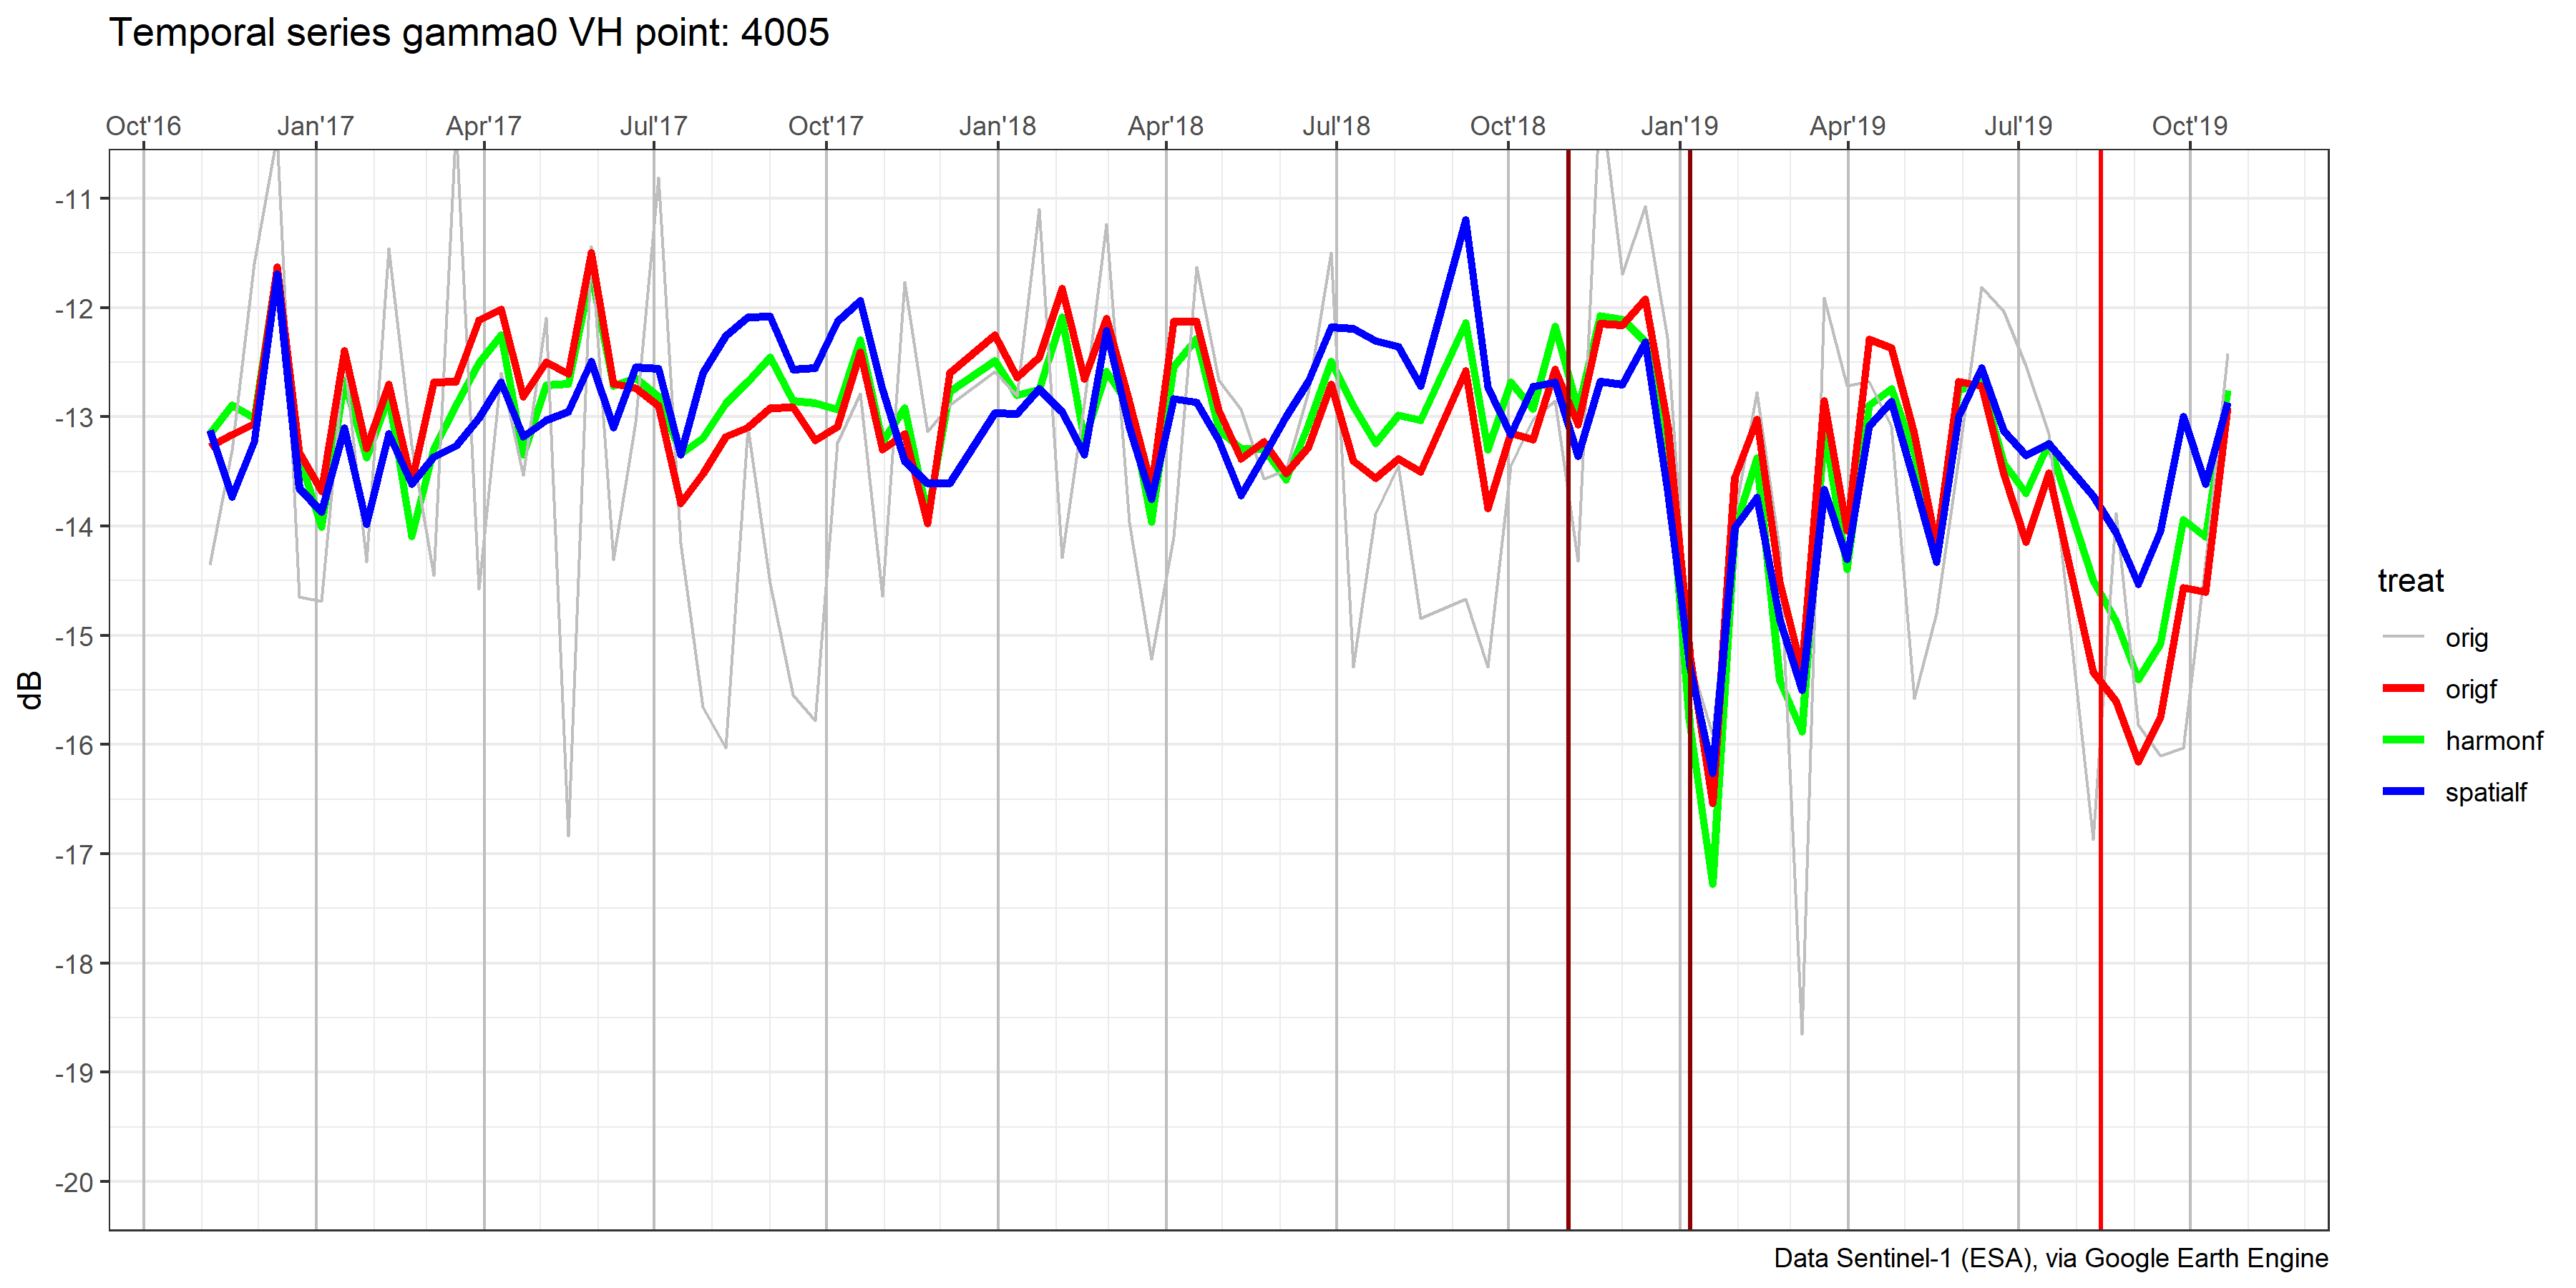 Temporal series gamma0 VH point: 4005
Oct'16 Jan'17 Apr'17 Jul'17 Oct'17 Jan'18 Apr'18 Jul'18 Oct'18 Jan'19 Apr'19 Jul'19 Oct'19
-11
-12
-13
-14
-15
-16
-17
-18
-19
-20
dB
treat
orig
origf
harmonf
spatialf
Data Sentinel-1 (ESA), via Google Earth Engine